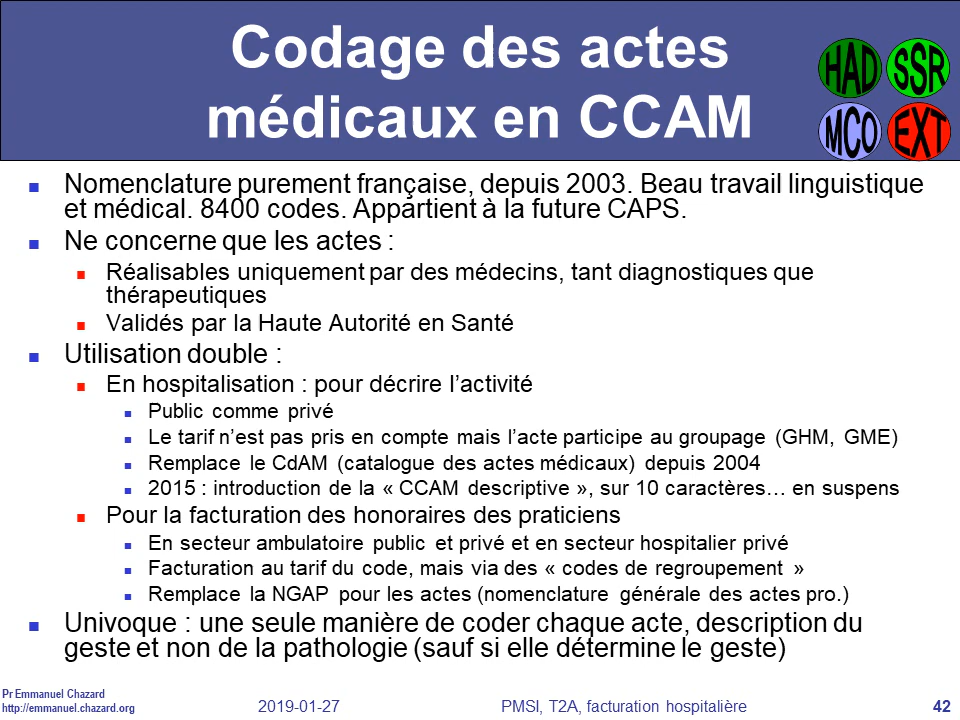 Codage des actes
médicaux en CCAM
HAD
SSR
MCO
EXT
Nomenclature purement française, depuis 2003. Beau travail linguistique
et médical. 8400 codes. Appartient à la future CAPS.
Ne concerne que les actes :
Réalisables uniquement par des médecins, tant diagnostiques que
thérapeutiques
Validés par la Haute Autorité en Santé
Utilisation double :
En hospitalisation : pour décrire l’activité
Public comme privé
Le tarif n’est pas pris en compte mais l’acte participe au groupage (GHM, GME)
Remplace le CdAM (catalogue des actes médicaux) depuis 2004
2015 : introduction de la « CCAM descriptive », sur 10 caractères… en suspens
Pour la facturation des honoraires des praticiens
En secteur ambulatoire public et privé et en secteur hospitalier privé
Facturation au tarif du code, mais via des « codes de regroupement »
Remplace la NGAP pour les actes (nomenclature générale des actes pro.)
Univoque : une seule manière de coder chaque acte, description du
geste et non de la pathologie (sauf si elle détermine le geste)
Pr Emmanuel Chazard
http://emmanuel.chazard.org
2019-01-27
PMSI, T2A, facturation hospitalière
42